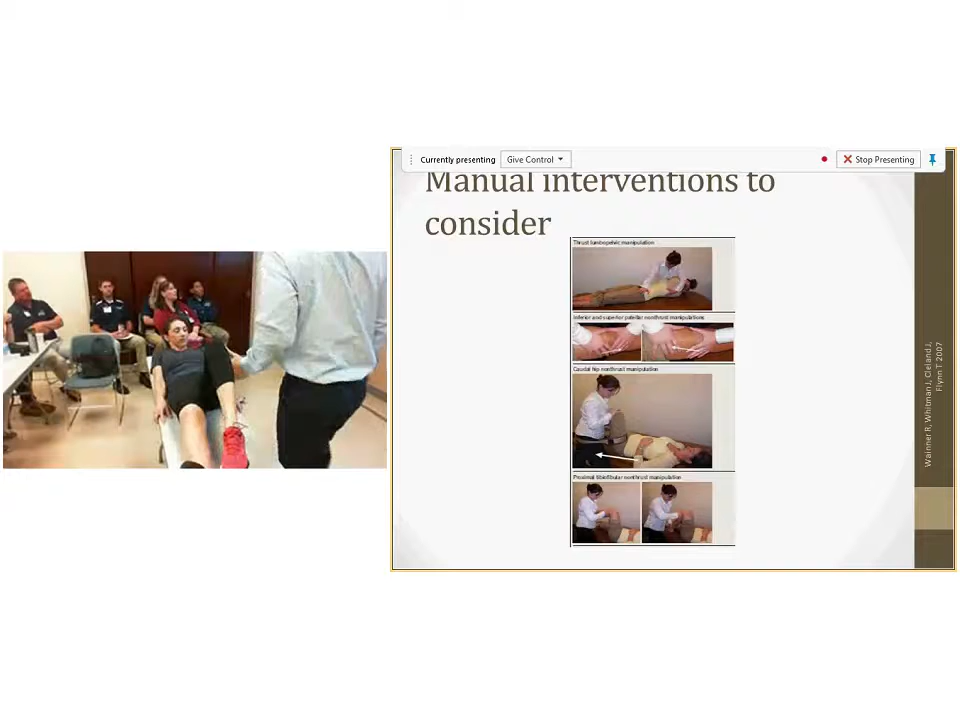 Currently presenting
Give Control
Stop Presenting
Manual interventions to
consider
Thrust lumbopelvic manipulation
Inferior and superior patellar nonthrust manipulations
Caudal hip nonthrust manipulation
Proximal tibiofibular nonthrust manipulation
Wainner R, Whitman J, Cleland J,
Flynn T 2007